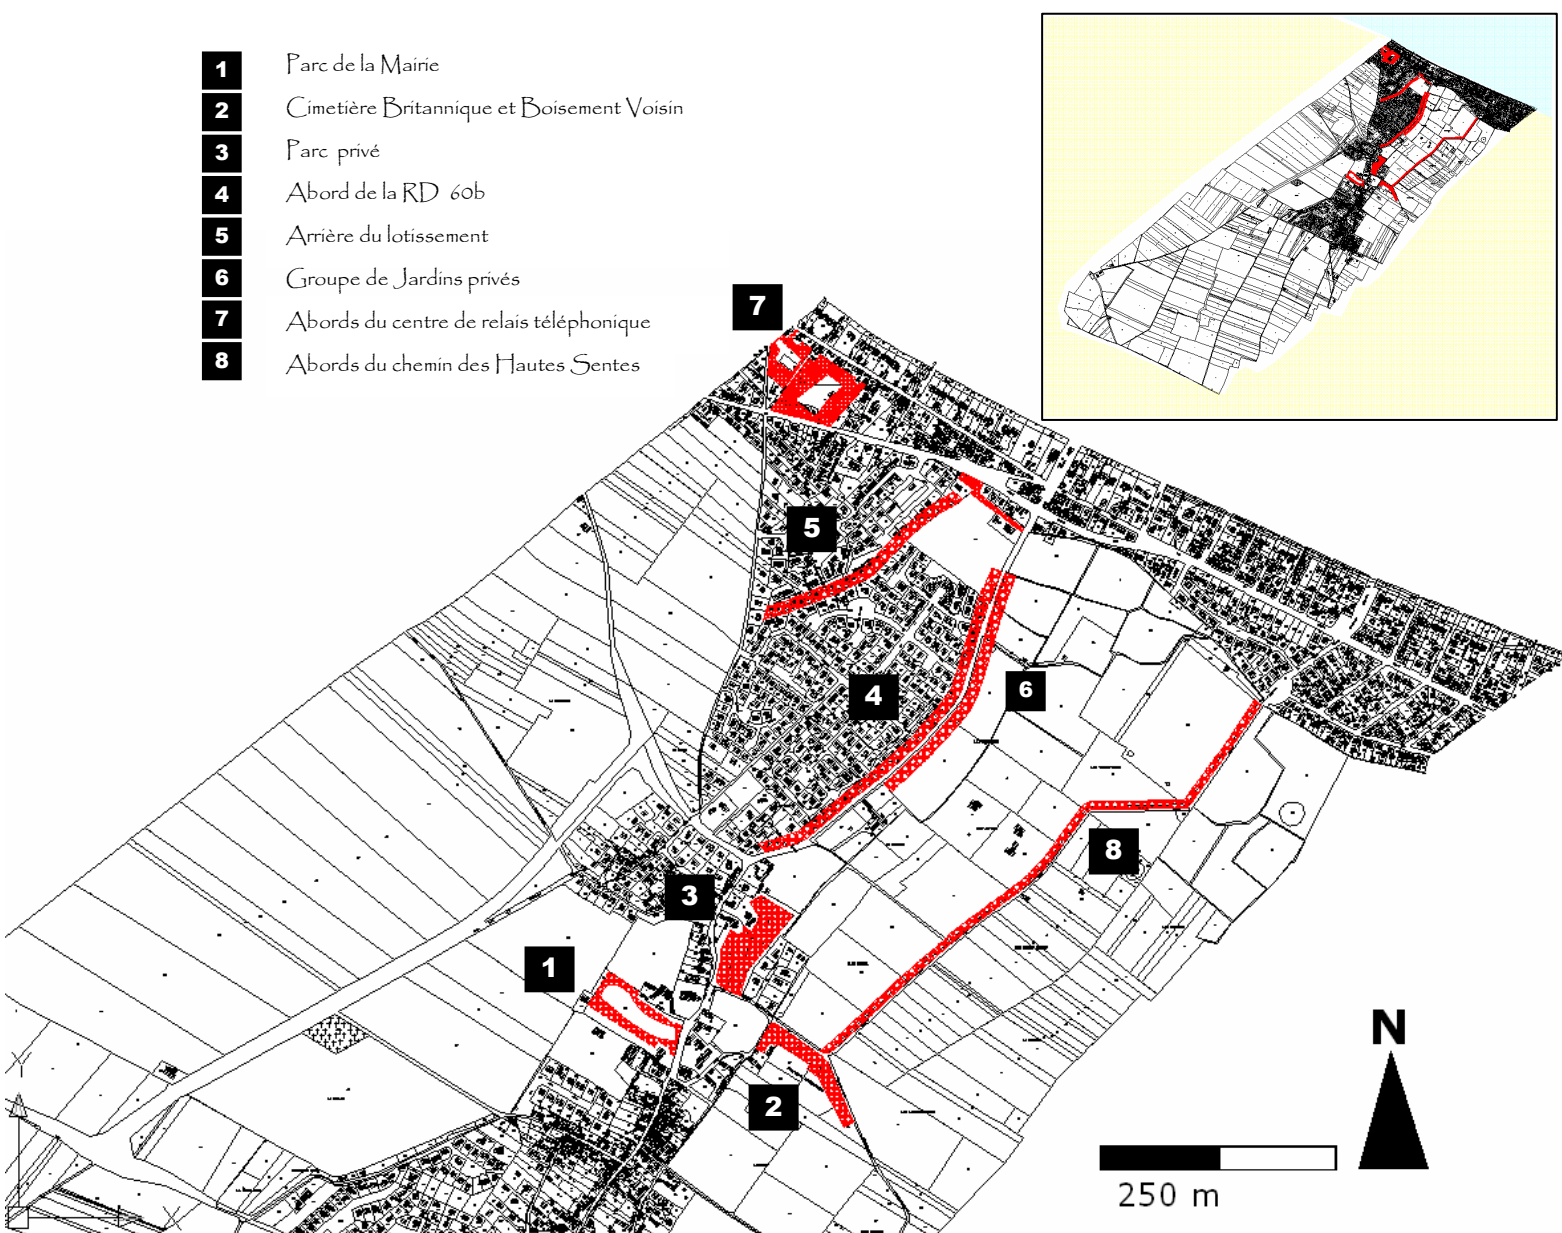 1 Parc de la Mairie
2 Cimetière Britannique et Boisement Voisin
3 Parc privé
4 Abord de la RD 60b
5 Arrière du lotissement
6 Groupe de Jardins privés
7 Abords du centre de relais téléphonique
8 Abords du chemin des Hautes Sentes
7
5
4
6
8
3
1
2
N
250 m
Y
X